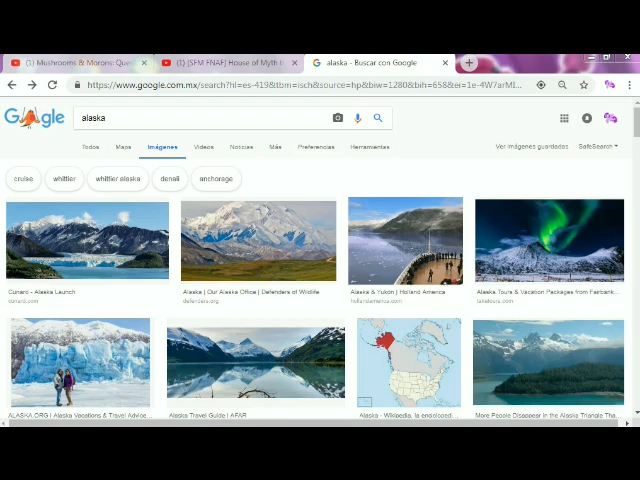 (1) Mushrooms & Morons: Que
(1) [SFM FNAF] House of Myth
alaska - Buscar con Google
https://www.google.com.mx/search?hl=es-419&tbm=isch&source=hp&biw=1280&bih=658&ei=1e-4W7arMI...
Google
alaska
Todos Maps Imágenes Videos Noticias Más Preferencias Herramientas
Ver imágenes guardadas SafeSearch
cruise whittier whittier alaska denali anchorage
Cunard - Alaska Launch
cunard.com
Alaska | Our Alaska Office | Defenders of Wildlife
defenders.org
Alaska & Yukon | Holland America
hollandamerica.com
Alaska Tours & Vacation Packages from Fairbank...
ALASKA.ORG | Alaska Vacations & Travel Advice...
Alaska Travel Guide | AFAR
Alaska - Wikipedia, la encicloped
More People Disappear In the Alaska Triangle Tha...